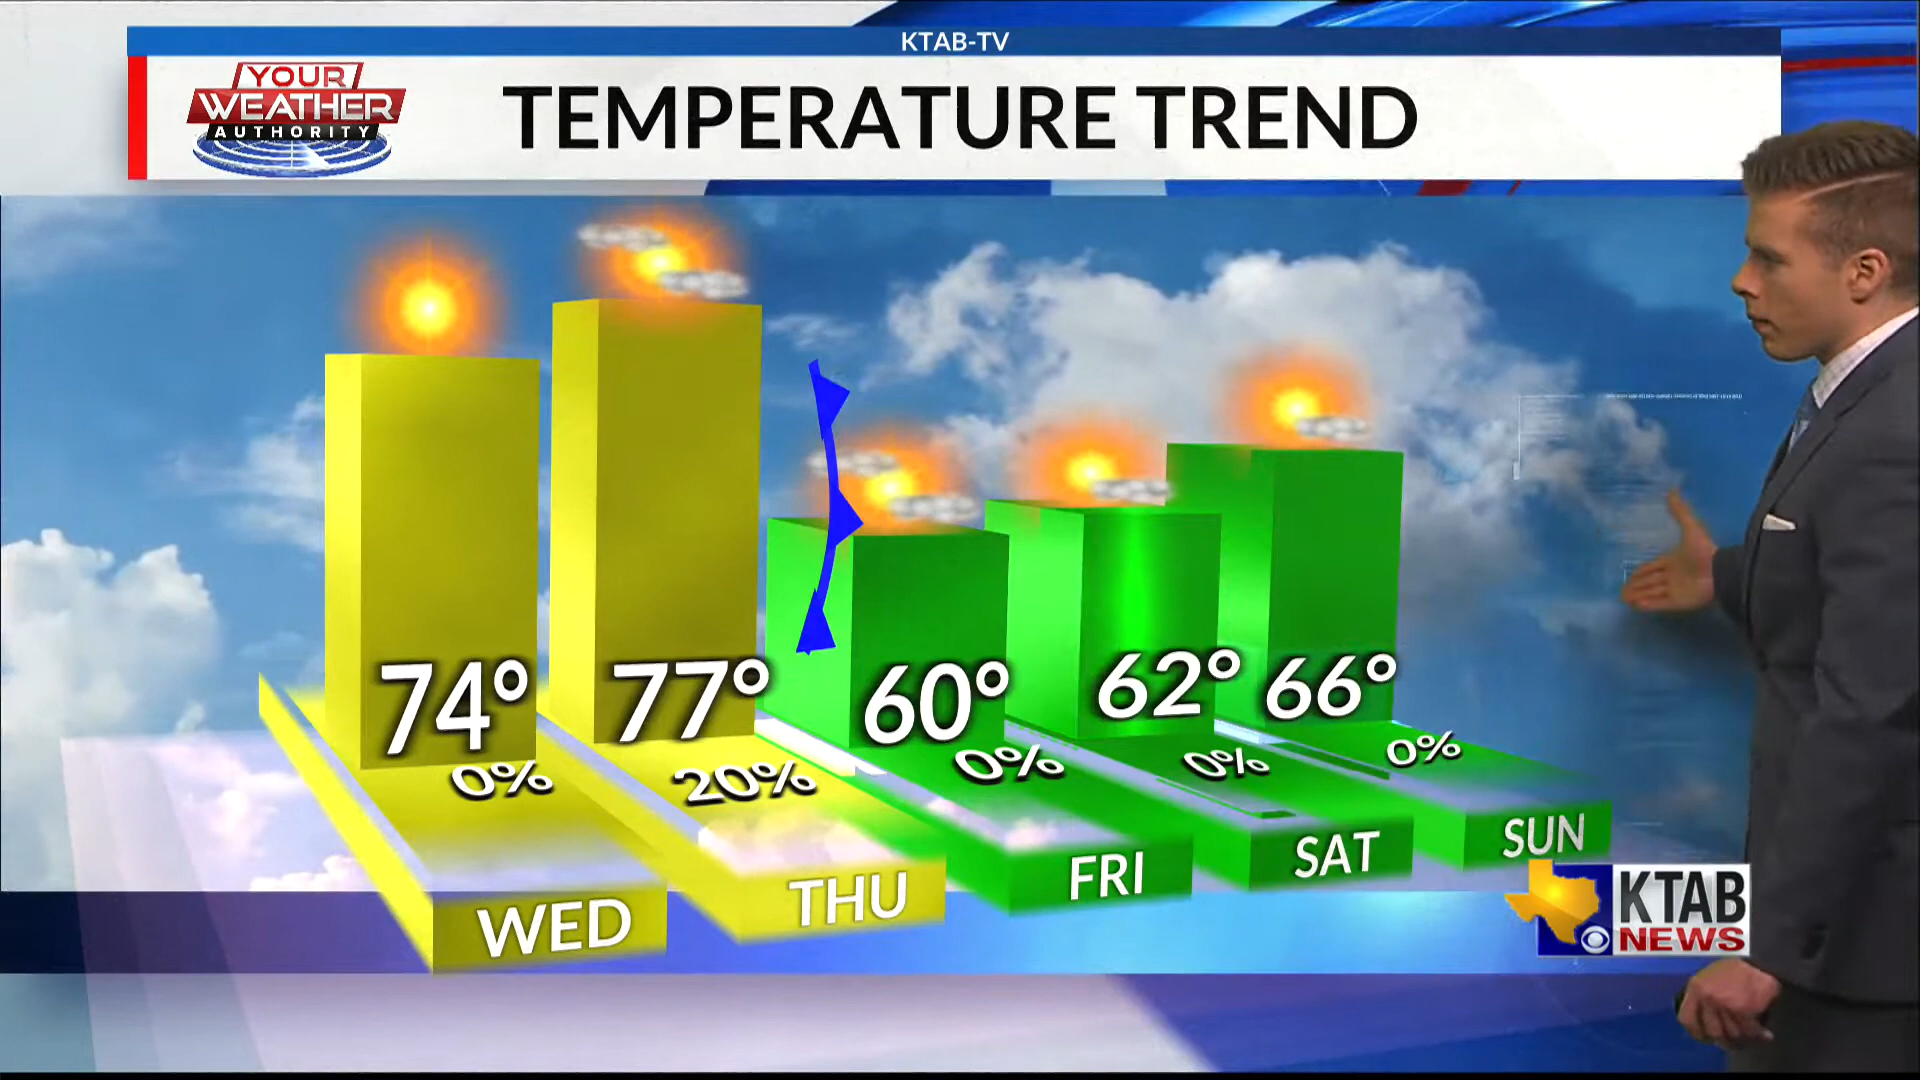 KTAB-TV
YOUR
WEATHER
AUTHORITY
TEMPERATURE TREND
74° 77° 60° 62° 66°
0% 20% 0% 0% 0%
WED THU FRI SAT SUN
KTAB
NEWS